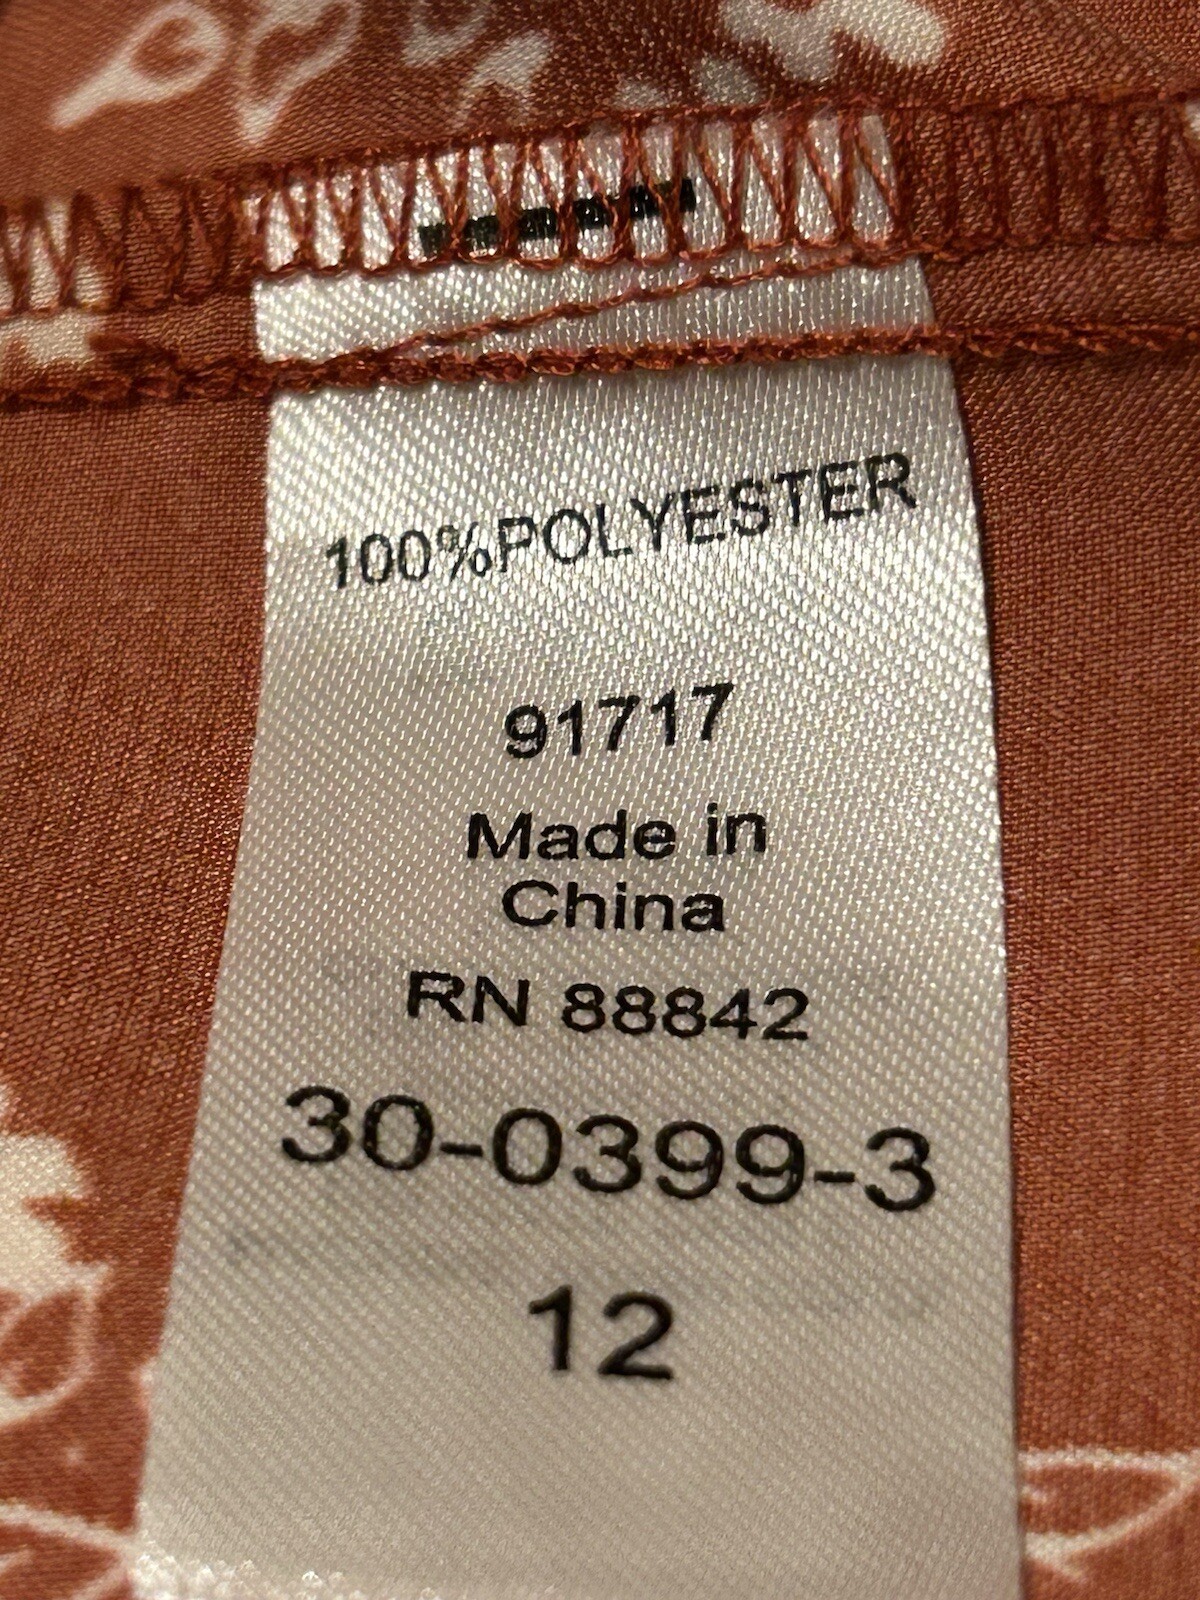 100%POLYESTER
91717
Made in
China
RN 88842
30-0399-3
12